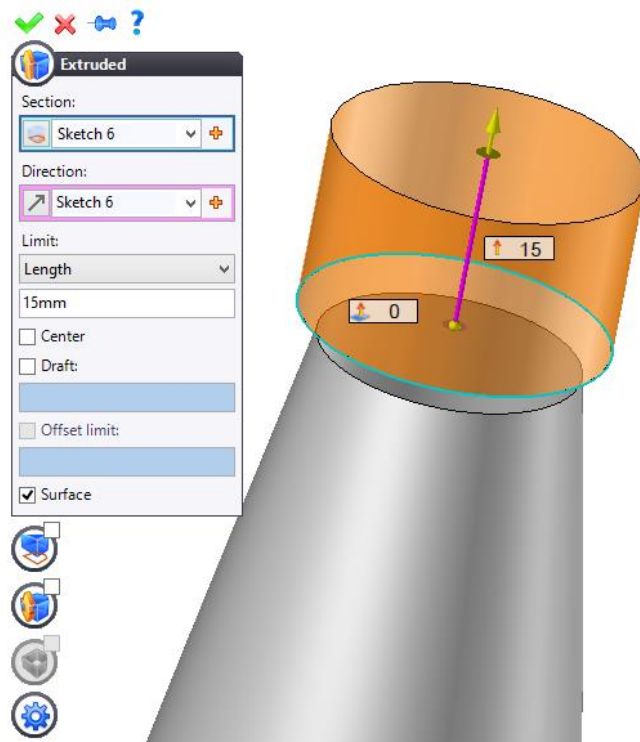 ?
Extruded
Section:
Sketch 6
Direction:
Sketch 6
Limit:
Length
15mm
Center
Draft:
Offset limit:
Surface
15
0